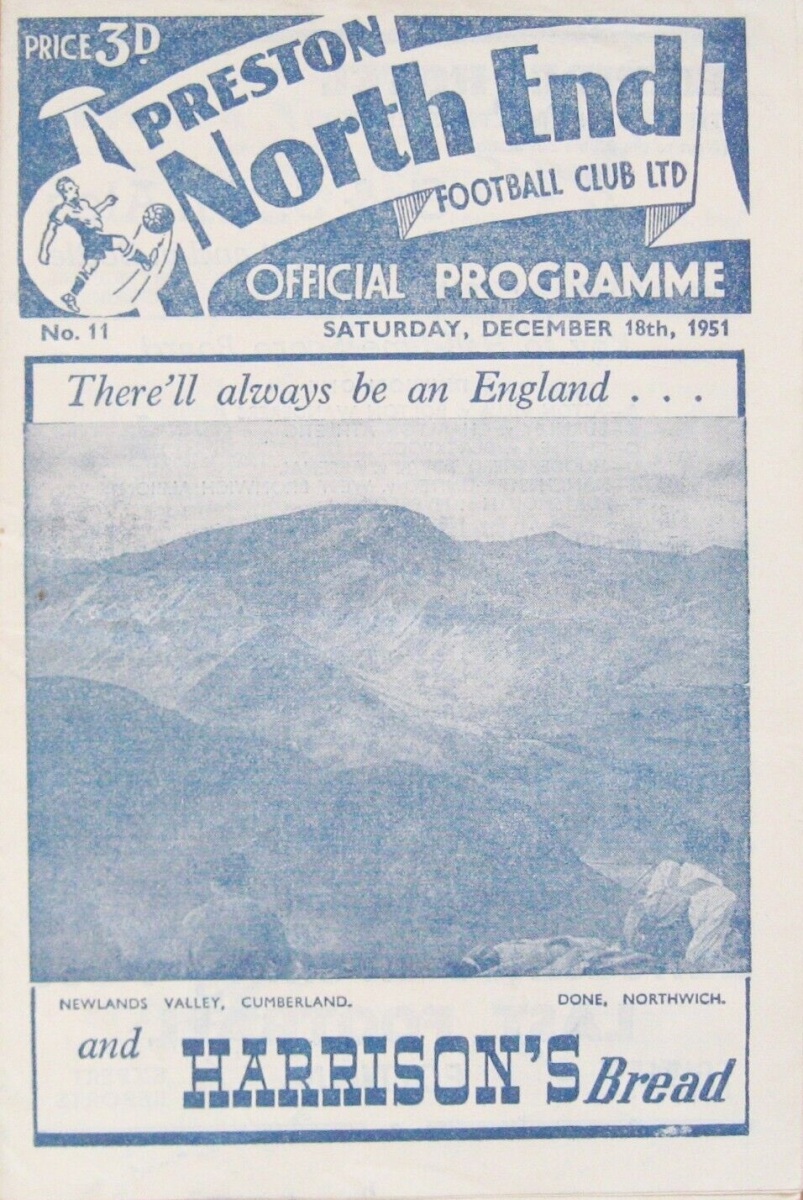 PRICE 3D
PRESTON
North End
FOOTBALL CLUB LTD
OFFICIAL PROGRAMME
No. 11 SATURDAY, DECEMBER 18th, 1951
There'll always be an England . . .
NEWLANDS VALLEY, CUMBERLAND. DONE, NORTHWICH.
and HARRISON'S Bread